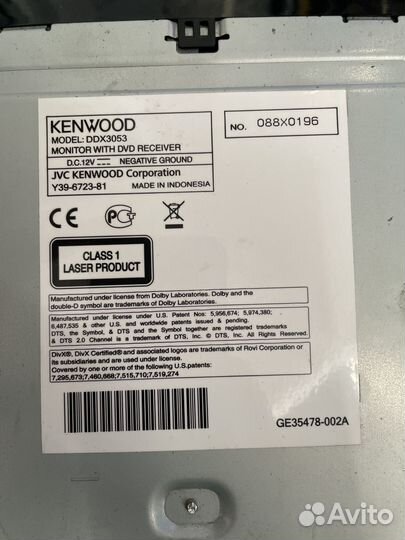 KENWOOD
MODEL: DDX3053
MONITOR WITH DVD RECEIVER
D.C.12V NEGATIVE GROUND
JVC KENWOOD Corporation
Y39-6723-81 MADE IN INDONESIA
NO. 088X0196
CE
CLASS 1
LASER PRODUCT
Manufactured under license from Dolby Laboratories. Dolby and the
double-D symbol are trademarks of Dolby Laboratories.
Manufactured under license under U.S. Patent Nos: 5,956,674; 5,974,380;
6,487,535 & other U.S. and worldwide patents issued & pending.
DTS, the Symbol, & DTS and the Symbol together are registered trademarks
& DTS 2.0 Channel is a trademark of DTS, Inc. © DTS, Inc. All Rights Reserved.
DivX®, DivX Certified® and associated logos are trademarks of Rovi Corporation or
its subsidiaries and are used under license.
Covered by one or more of the following U.S.patents:
7,295,673;7,460,668;7,515,710;7,519,274
GE35478-002A
Avito